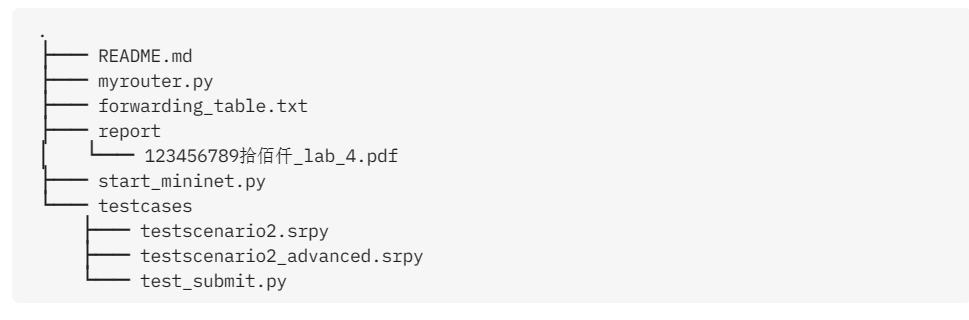 .
├── README.md
├── myrouter.py
├── forwarding_table.txt
├── report
│   └── 123456789拾佰仟_lab_4.pdf
├── start_mininet.py
└── testcases
    ├── testscenario2.srpy
    ├── testscenario2_advanced.srpy
    └── test_submit.py